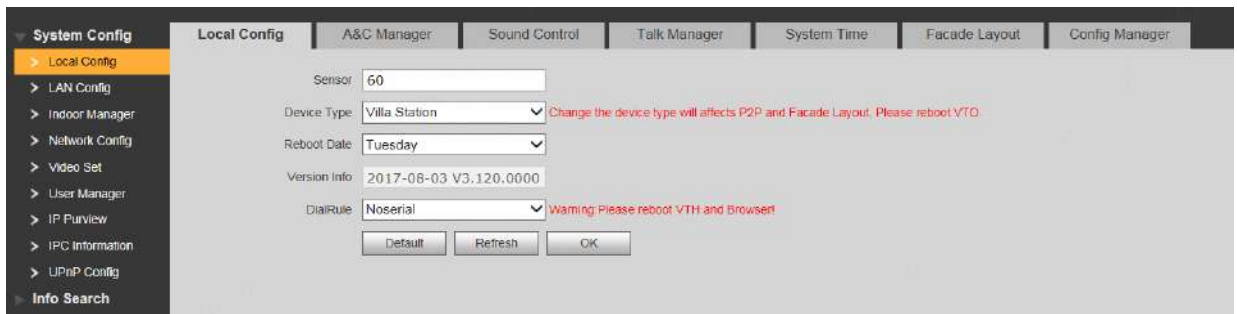 System Config
Local Config
LAN Config
Indoor Manager
Network Config
Video Set
User Manager
IP Purview
IPC Information
UPnP Config
Info Search
Local Config A&C Manager Sound Control Talk Manager System Time Facade Layout Config Manager
Sensor 60
Device Type Villa Station Change the device type will affects P2P and Facade Layout, Please reboot VTO.
Reboot Date Tuesday
Version Info 2017-08-03 V3.120.0000
DialRule Noserial Warning:Please reboot VTH and Browser!
Default Refresh OK